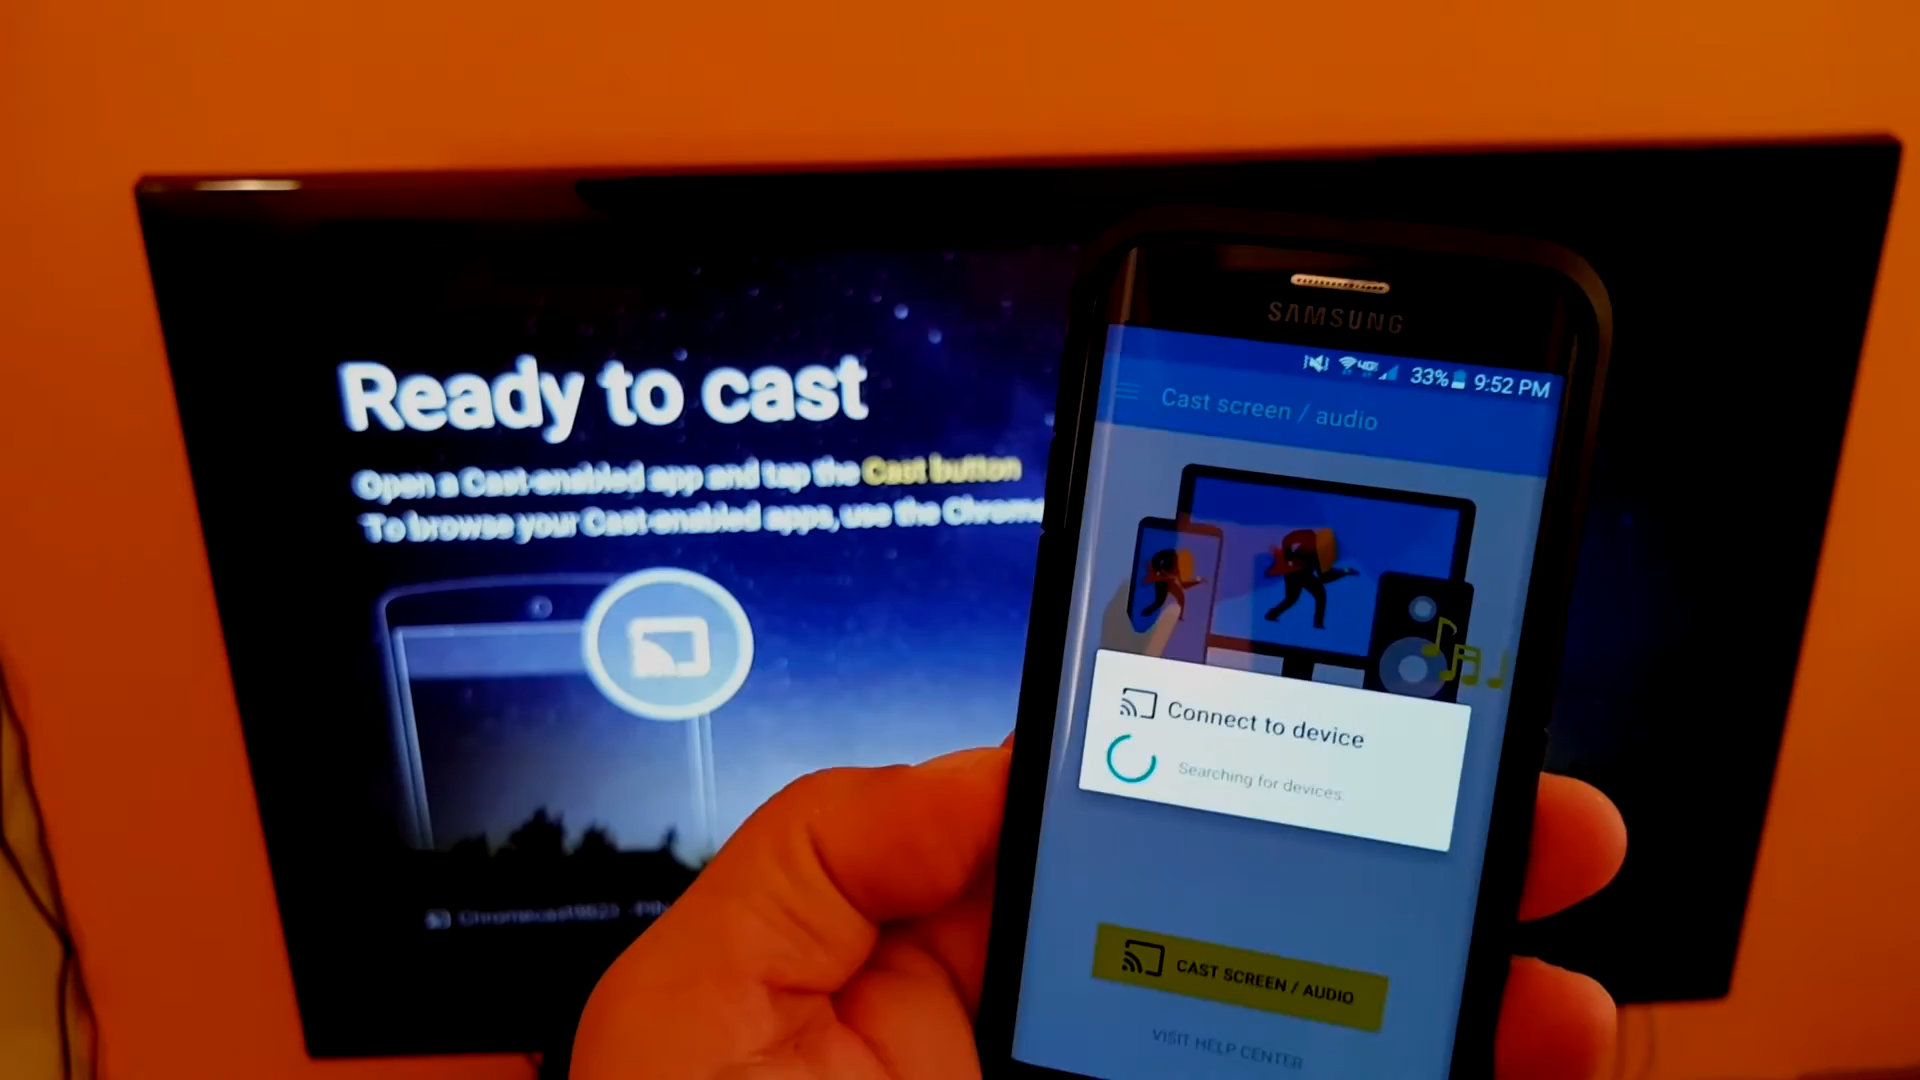 Ready to cast
Open a Cast-enabled app and tap the Cast button
To browse your Cast-enabled apps, use the Chrome
SAMSUNG
33% 9:52 PM
Cast screen / audio
Connect to device
Searching for devices.
CAST SCREEN / AUDIO
VISIT HELP CENTER